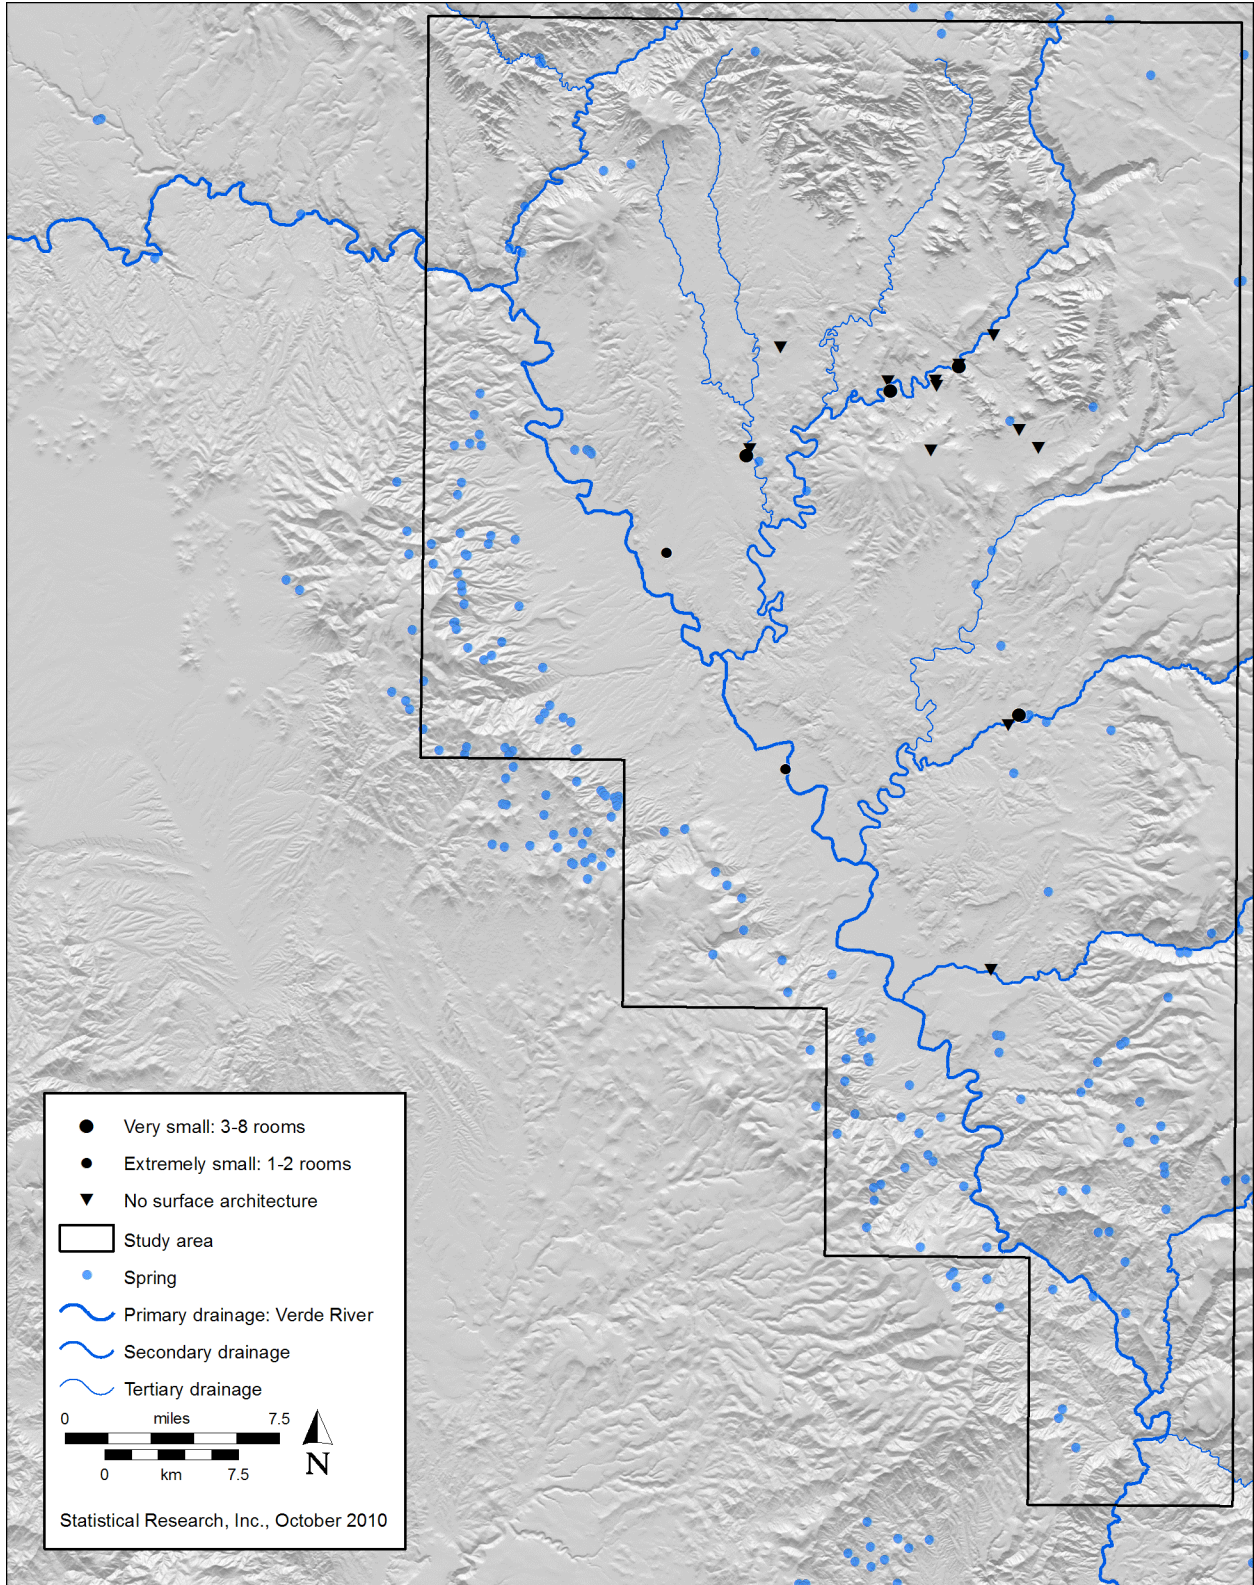 Very small: 3-8 rooms
Extremely small: 1-2 rooms
No surface architecture
Study area
Spring
Primary drainage: Verde River
Secondary drainage
Tertiary drainage
0 miles 7.5
0 km 7.5
N
Statistical Research, Inc., October 2010